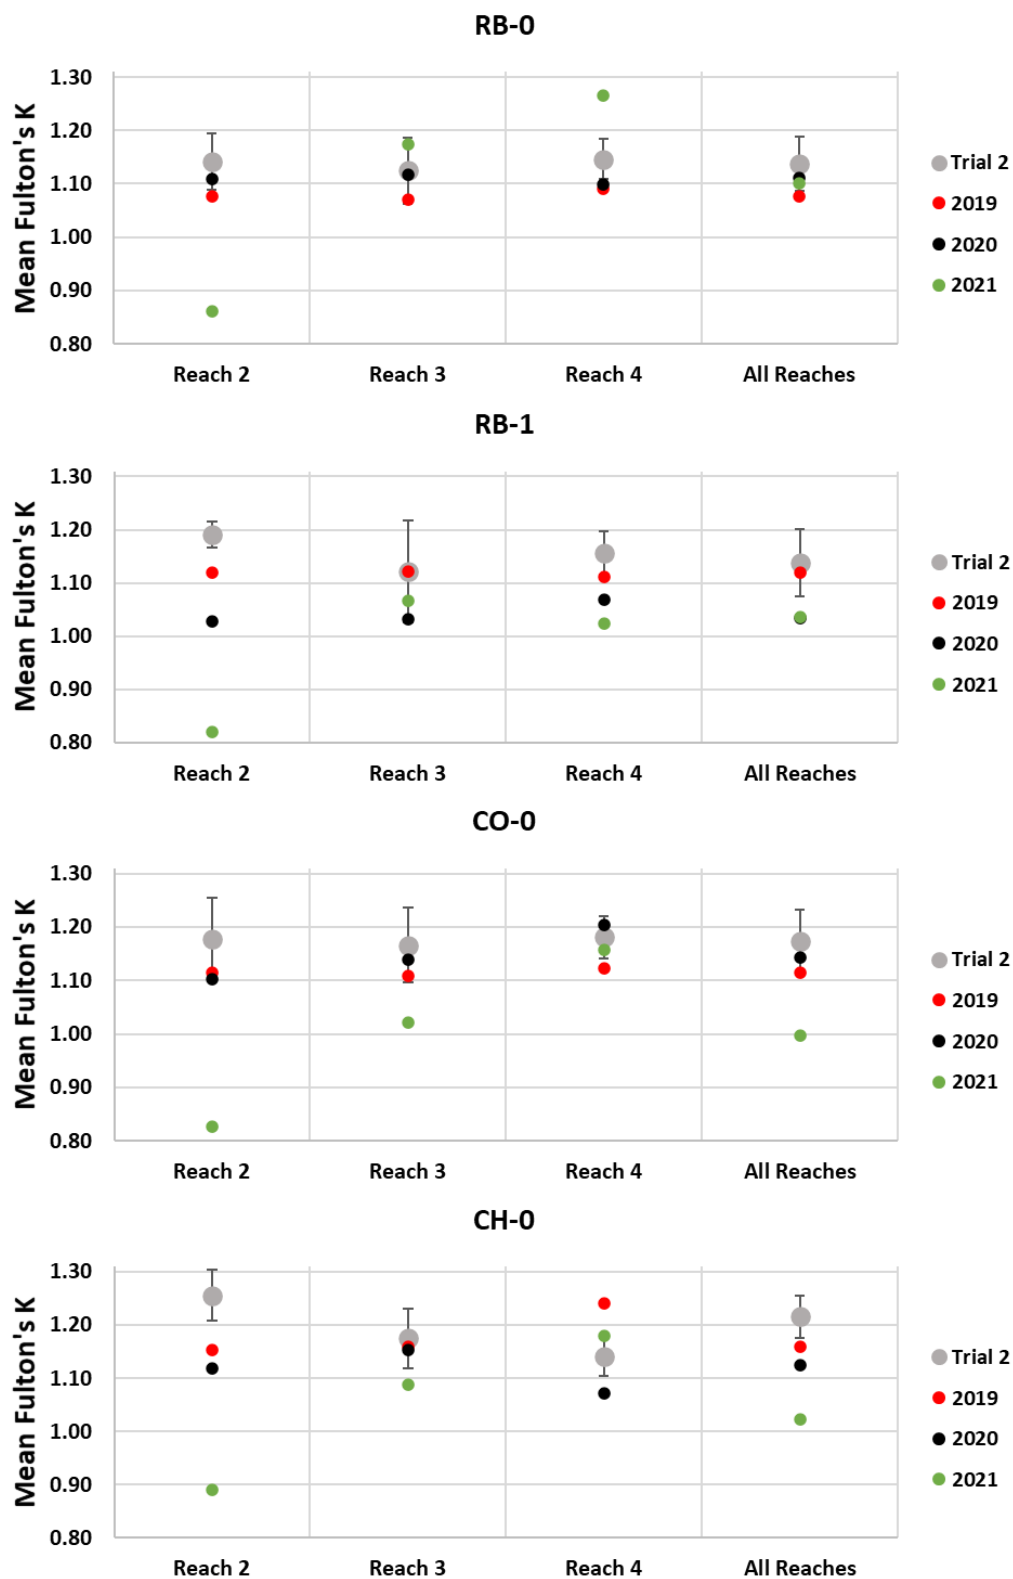 RB-0
Mean Fulton's K
1.30
1.20
1.10
1.00
0.90
0.80
Reach 2
Reach 3
Reach 4
All Reaches
Trial 2
2019
2020
2021
RB-1
Mean Fulton's K
1.30
1.20
1.10
1.00
0.90
0.80
Reach 2
Reach 3
Reach 4
All Reaches
Trial 2
2019
2020
2021
CO-0
Mean Fulton's K
1.30
1.20
1.10
1.00
0.90
0.80
Reach 2
Reach 3
Reach 4
All Reaches
Trial 2
2019
2020
2021
CH-0
Mean Fulton's K
1.30
1.20
1.10
1.00
0.90
0.80
Reach 2
Reach 3
Reach 4
All Reaches
Trial 2
2019
2020
2021